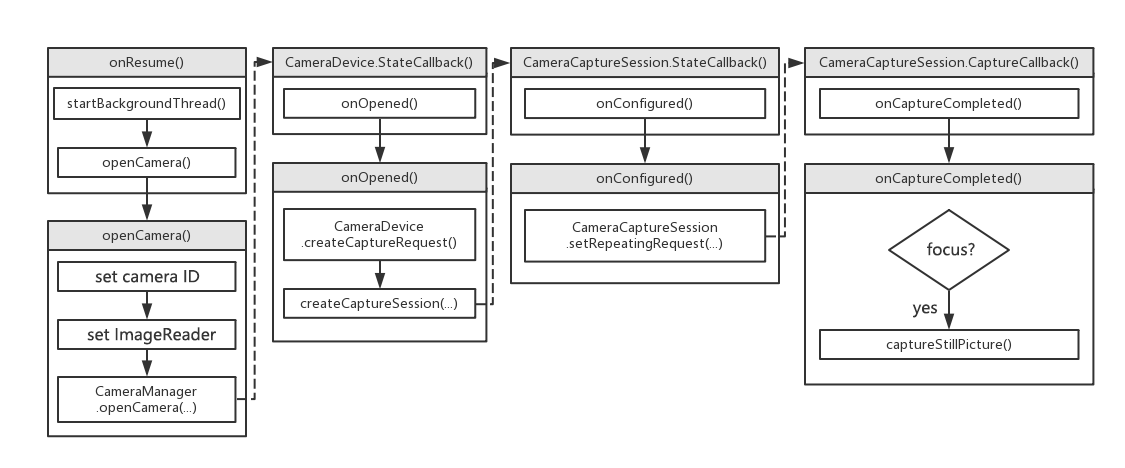 onResume()
startBackgroundThread()
openCamera()
openCamera()
set camera ID
set ImageReader
CameraManager
.openCamera(...)
CameraDevice.StateCallback()
onOpened()
onOpened()
CameraDevice
.createCaptureRequest()
createCaptureSession(...)
CameraCaptureSession.StateCallback()
onConfigured()
onConfigured()
CameraCaptureSession
.setRepeatingRequest(...)
CameraCaptureSession.CaptureCallback()
onCaptureCompleted()
onCaptureCompleted()
focus?
yes
captureStillPicture()